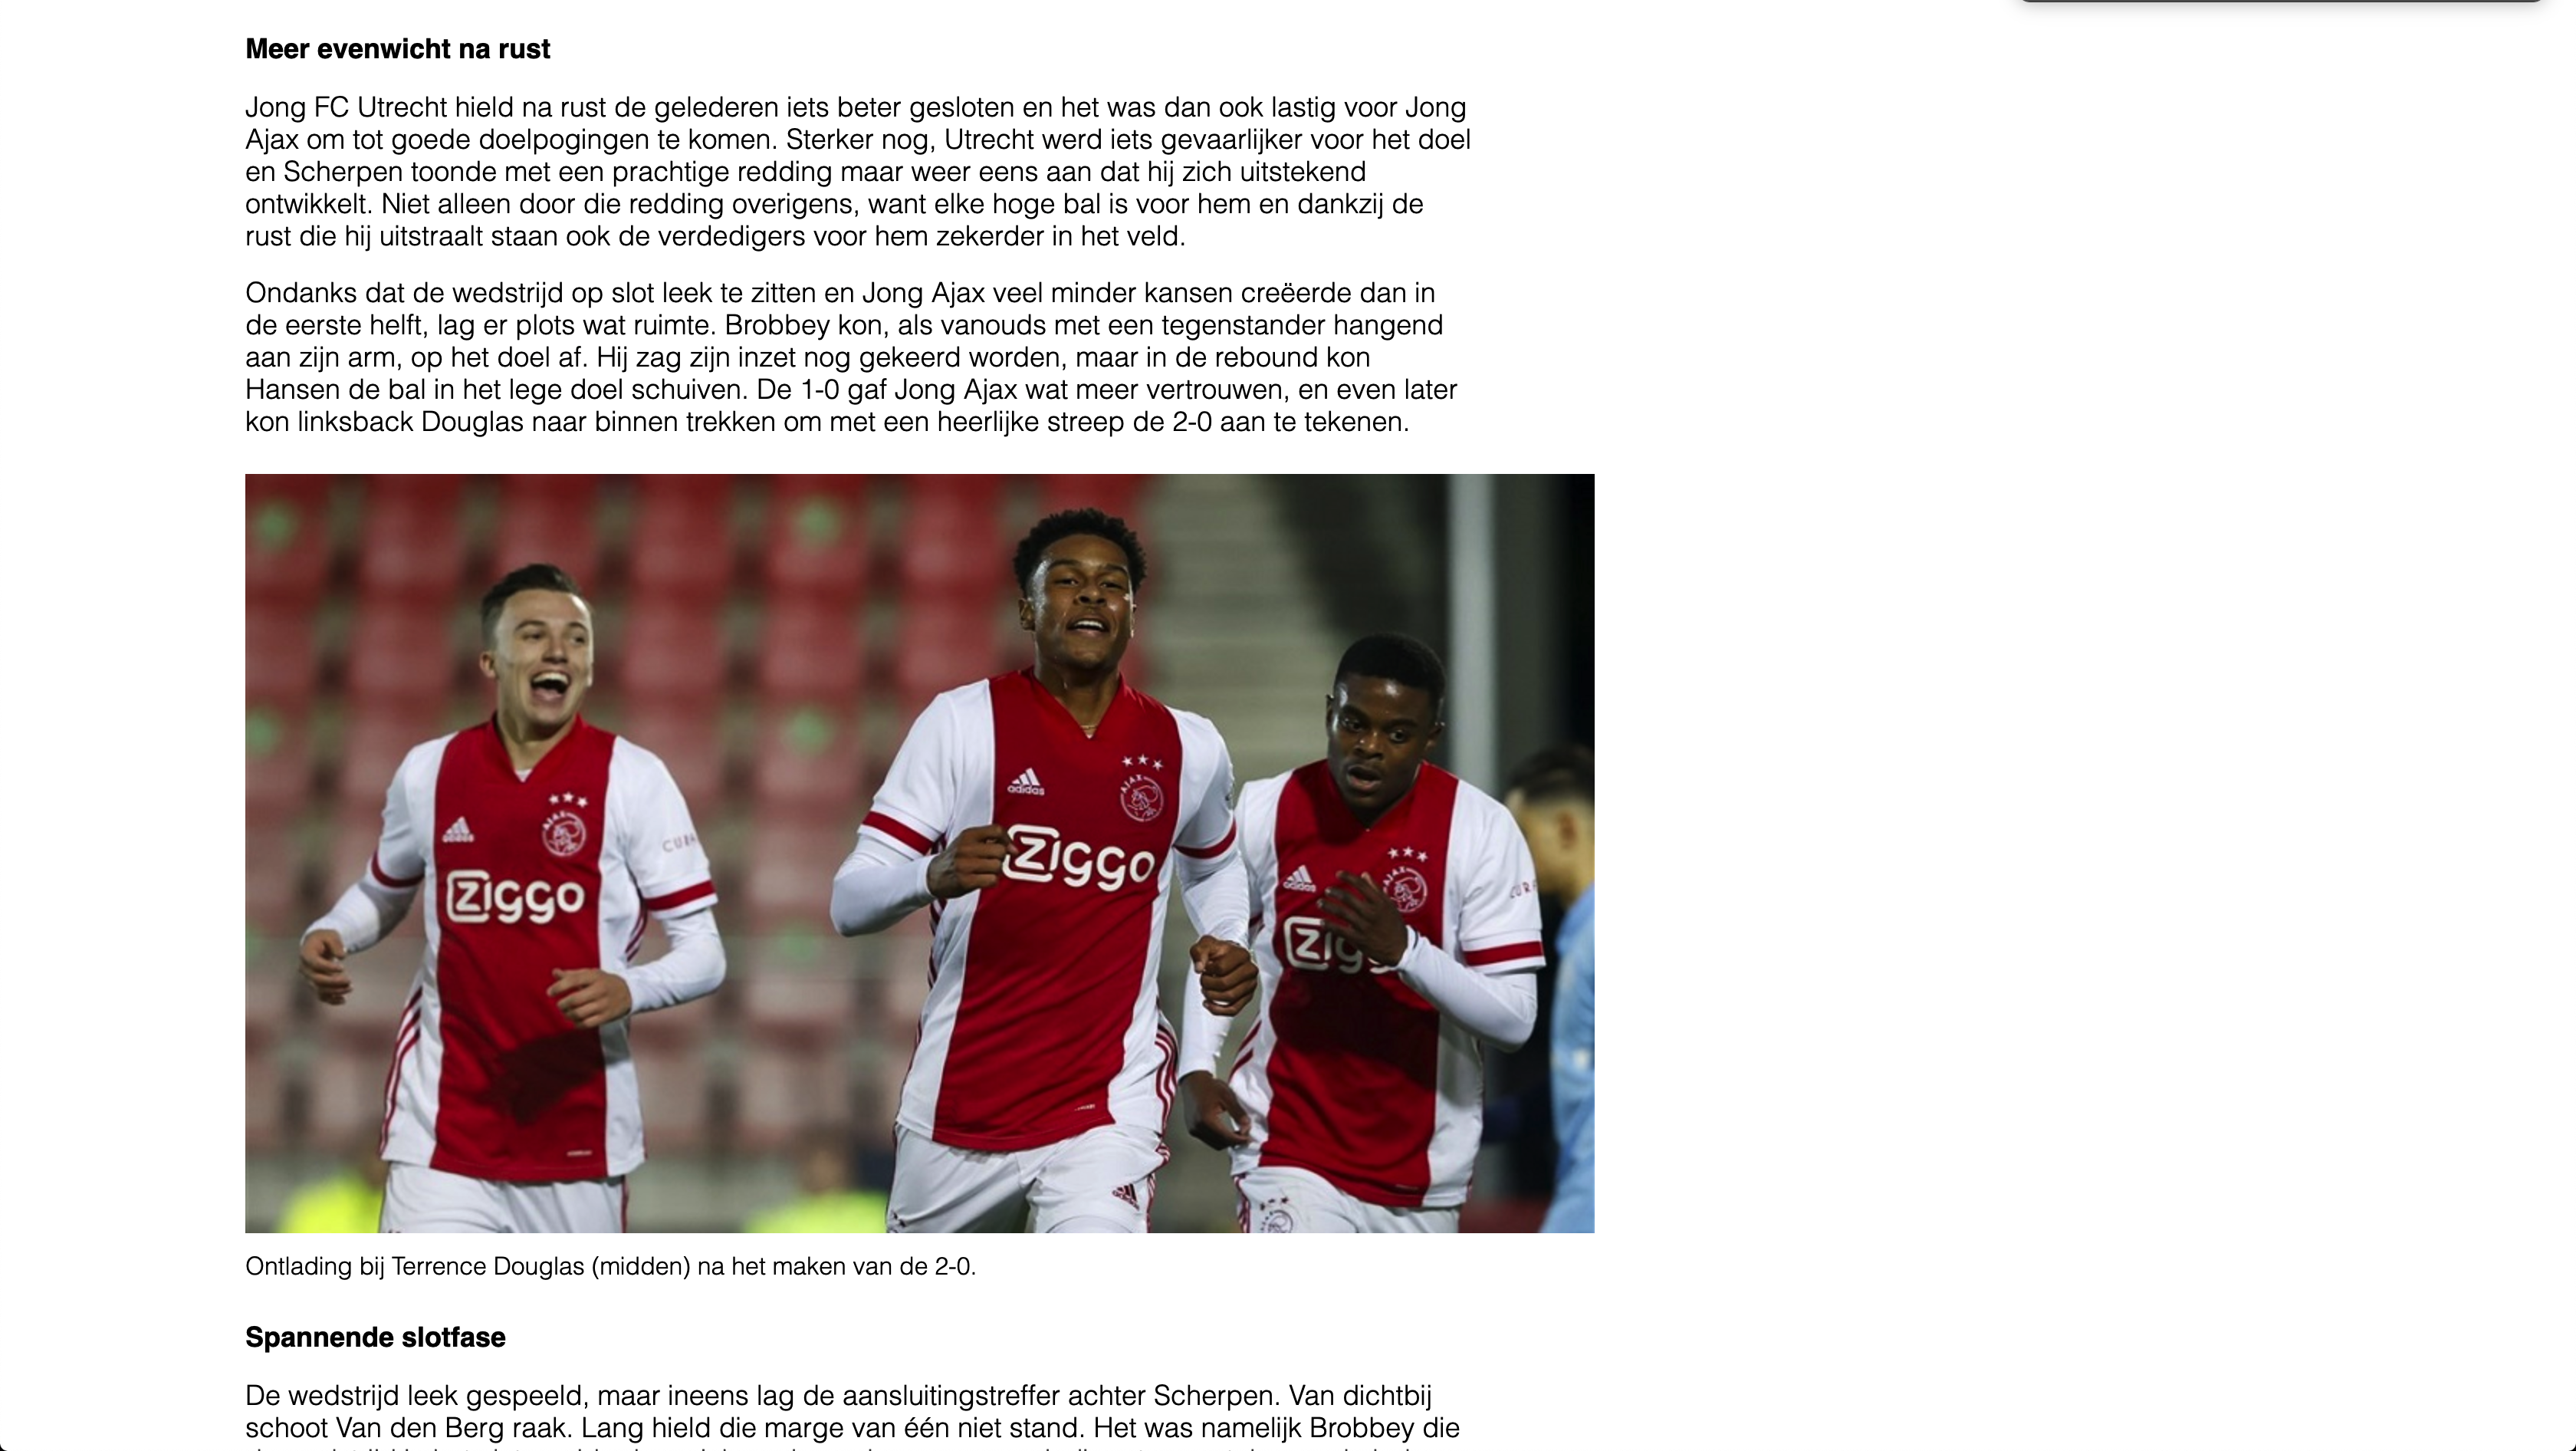 Meer evenwicht na rust
Jong FC Utrecht hield na rust de gelederen iets beter gesloten en het was dan ook lastig voor Jong
Ajax om tot goede doelpogingen te komen. Sterker nog, Utrecht werd iets gevaarlijker voor het doel
en Scherpen toonde met een prachtige redding maar weer eens aan dat hij zich uitstekend
ontwikkelt. Niet alleen door die redding overigens, want elke hoge bal is voor hem en dankzij de
rust die hij uitstraalt staan ook de verdedigers voor hem zekerder in het veld.
Ondanks dat de wedstrijd op slot leek te zitten en Jong Ajax veel minder kansen creëerde dan in
de eerste helft, lag er plots wat ruimte. Brobbey kon, als vanouds met een tegenstander hangend
aan zijn arm, op het doel af. Hij zag zijn inzet nog gekeerd worden, maar in de rebound kon
Hansen de bal in het lege doel schuiven. De 1-0 gaf Jong Ajax wat meer vertrouwen, en even later
kon linksback Douglas naar binnen trekken om met een heerlijke streep de 2-0 aan te tekenen.
adidas
AJAX
ziggo
adidas
AJAX
ziggo
adidas
AJAX
Ontlading bij Terrence Douglas (midden) na het maken van de 2-0.
Spannende slotfase
De wedstrijd leek gespeeld, maar ineens lag de aansluitingstreffer achter Scherpen. Van dichtbij
schoot Van den Berg raak. Lang hield die marge van één niet stand. Het was namelijk Brobbey die